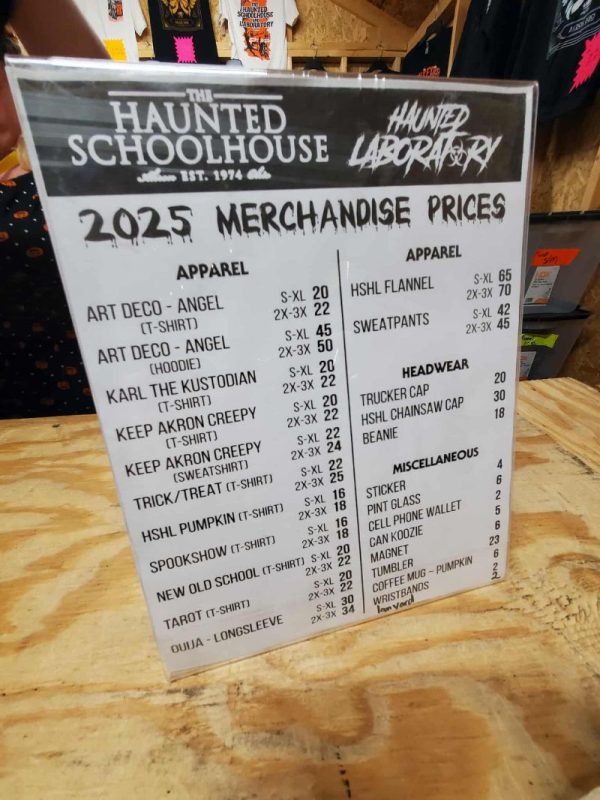 THE
HAUNTED
SCHOOLHOUSE
Akron EST. 1974 Ohio
HAUNTED
LABORATORY
2025 MERCHANDISE PRICES
APPAREL
ART DECO - ANGEL S-XL 20
(T-SHIRT) 2X-3X 22
ART DECO - ANGEL S-XL 45
(HOODIE) 2X-3X 50
KARL THE KUSTODIAN S-XL 20
(T-SHIRT) 2X-3X 22
KEEP AKRON CREEPY S-XL 20
(T-SHIRT) 2X-3X 22
KEEP AKRON CREEPY S-XL 22
(SWEATSHIRT) 2X-3X 24
TRICK/TREAT (T-SHIRT) S-XL 22
2X-3X 25
HSHL PUMPKIN (T-SHIRT) S-XL 16
2X-3X 18
SPOOKSHOW (T-SHIRT) S-XL 16
2X-3X 18
NEW OLD SCHOOL (T-SHIRT) S-XL 20
2X-3X 22
TAROT (T-SHIRT) S-XL 20
2X-3X 22
OUIJA - LONGSLEEVE S-XL 30
2X-3X 34
APPAREL
HSHL FLANNEL S-XL 65
2X-3X 70
SWEATPANTS S-XL 42
2X-3X 45
HEADWEAR
TRUCKER CAP 20
HSHL CHAINSAW CAP 30
BEANIE 18
MISCELLANEOUS
STICKER 4
PINT GLASS 6
CELL PHONE WALLET 2
CAN KOOZIE 5
MAGNET 6
TUMBLER 23
COFFEE MUG - PUMPKIN 6
WRISTBANDS 2
lanyard 2
HAUNTED
SCHOOLHOUSE
LABORATORY